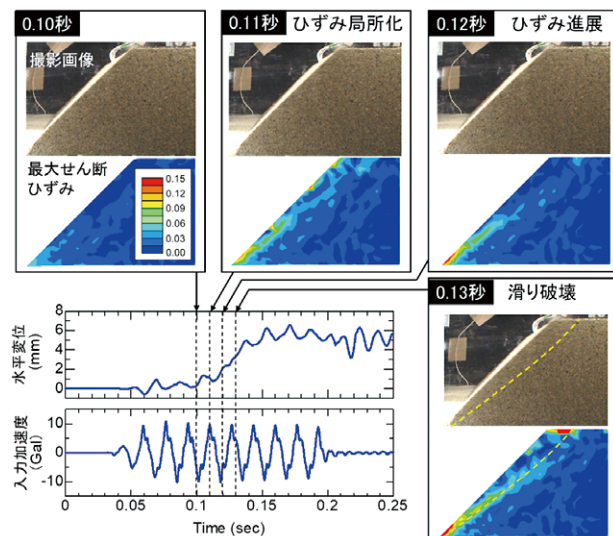 0.10秒
撮影画像
最大せん断
ひずみ
0.15
0.12
0.09
0.06
0.03
0.00
0.11秒 ひずみ局所化
0.12秒 ひずみ進展
0.13秒 滑り破壊
水平変位
(mm)
8
6
4
2
0
入力加速度
(Gal)
10
0
-10
0 0.05 0.1 0.15 0.2 0.25
Time (sec)